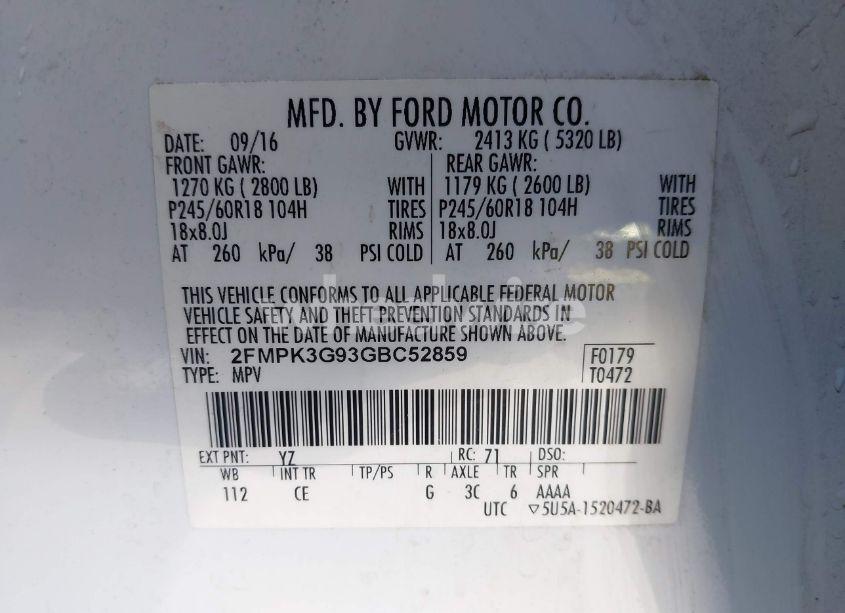 MFD. BY FORD MOTOR CO.
DATE: 09/16 GVWR: 2413 KG ( 5320 LB)
FRONT GAWR: REAR GAWR:
1270 KG ( 2800 LB) WITH 1179 KG ( 2600 LB) WITH
P245/60R18 104H TIRES P245/60R18 104H TIRES
18x8.0J RIMS 18x8.0J RIMS
AT 260 kPa/ 38 PSI COLD AT 260 kPa/ 38 PSI COLD
THIS VEHICLE CONFORMS TO ALL APPLICABLE FEDERAL MOTOR
VEHICLE SAFETY AND THEFT PREVENTION STANDARDS IN
EFFECT ON THE DATE OF MANUFACTURE SHOWN ABOVE.
VIN: 2FMPK3G93GBC52859 F0179
TYPE: MPV T0472
EXT PNT: YZ RC: 71 DSO:
WB INT TR TP/PS R AXLE TR SPR
112 CE G 3C 6 AAAA
UTC ▽5U5A-1520472-BA